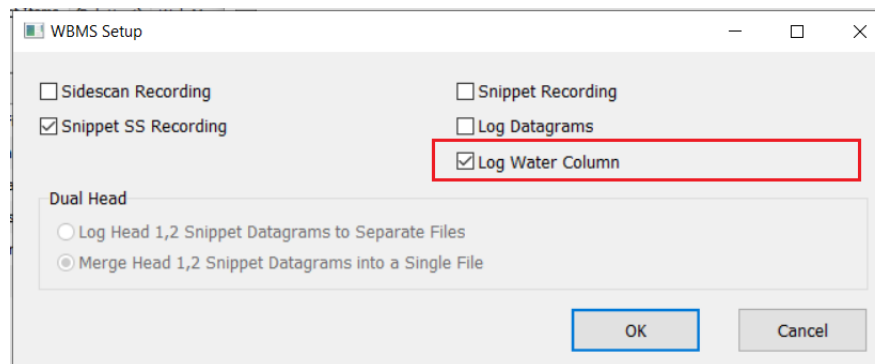 WBMS Setup
Sidescan Recording
Snippet Recording
Snippet SS Recording
Log Datagrams
Log Water Column
Dual Head
Log Head 1,2 Snippet Datagrams to Separate Files
Merge Head 1,2 Snippet Datagrams into a Single File
OK
Cancel